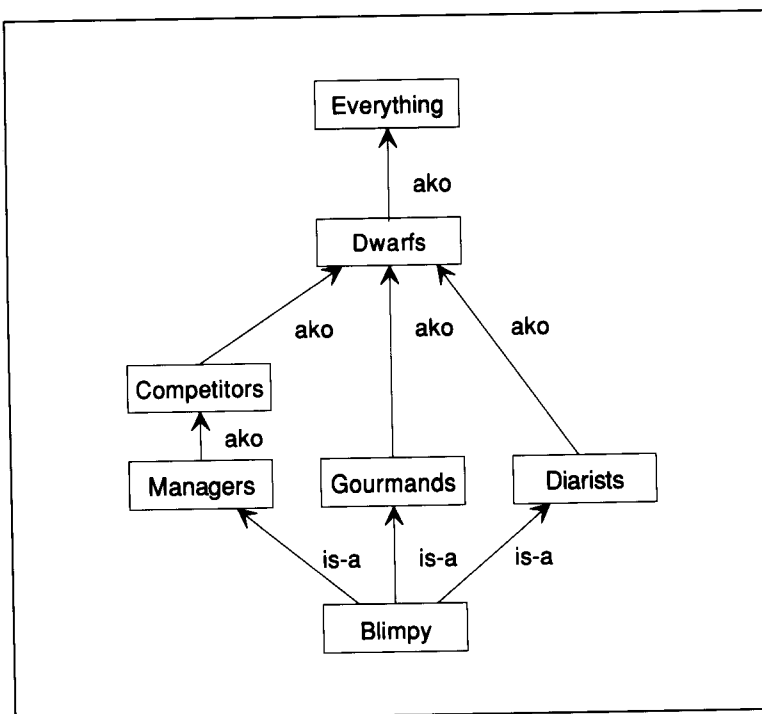 Everything
ako
Dwarfs
ako
ako
ako
Competitors
ako
Managers
Gourmands
Diarists
is-a
is-a
is-a
Blimpy